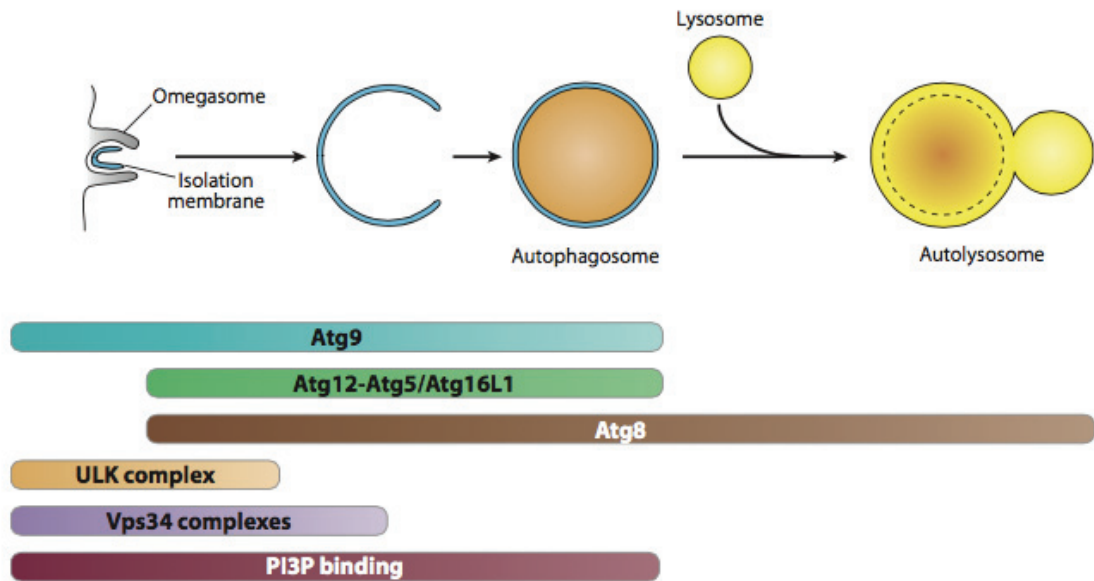 Lysosome
Omegasome
Isolation
membrane
Autophagosome
Autolysosome
Atg9
Atg12-Atg5/Atg16L1
Atg8
ULK complex
Vps34 complexes
PI3P binding